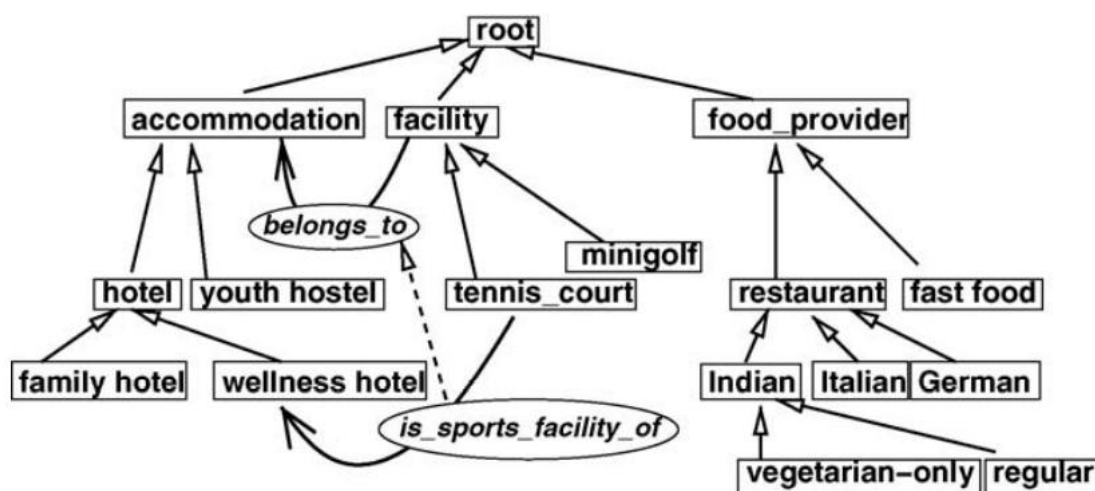 root
accommodation
facility
food_provider
belongs_to
minigolf
hotel
youth hostel
tennis_court
restaurant
fast food
family hotel
wellness hotel
Indian
Italian
German
is_sports_facility_of
vegetarian-only
regular